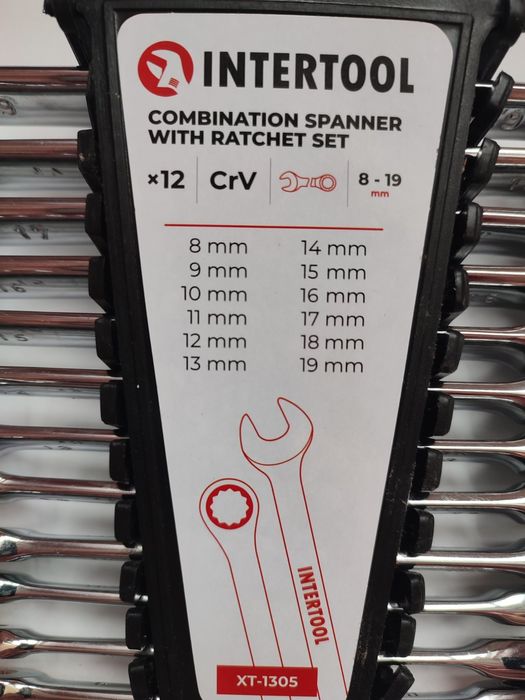 INTERTOOL
COMBINATION SPANNER
WITH RATCHET SET
×12 CrV 8 - 19
mm
8 mm 14 mm
9 mm 15 mm
10 mm 16 mm
11 mm 17 mm
12 mm 18 mm
13 mm 19 mm
INTERTOOL
XT-1305